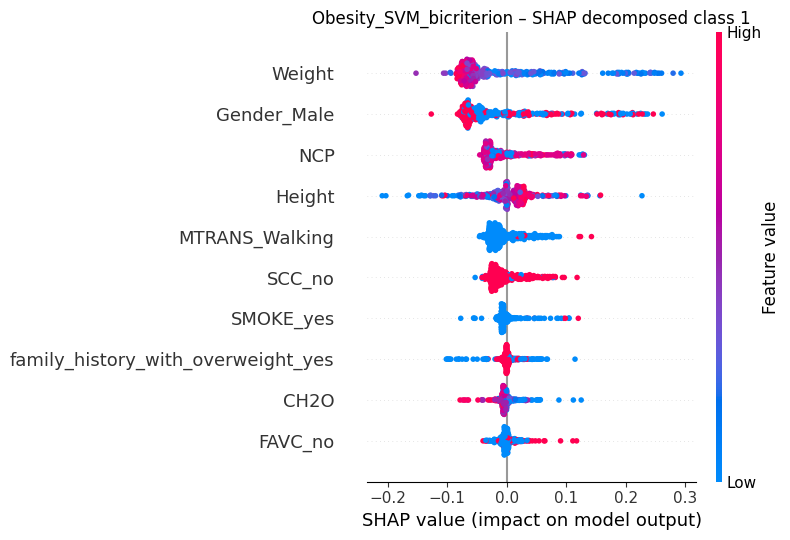 Obesity_SVM_bicriterion – SHAP decomposed class 1
High
Weight
Gender_Male
NCP
Height
MTRANS_Walking
SCC_no
SMOKE_yes
family_history_with_overweight_yes
CH2O
FAVC_no
Feature value
Low
−0.2 −0.1 0.0 0.1 0.2 0.3
SHAP value (impact on model output)